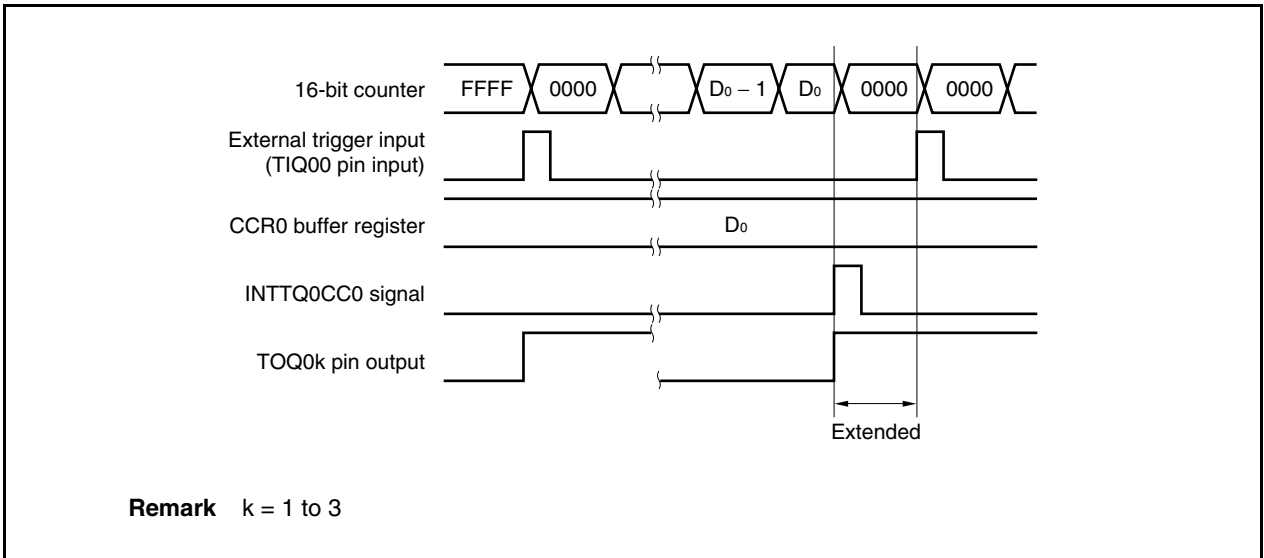 16-bit counter FFFF 0000 D0 − 1 D0 0000 0000
External trigger input
(TIQ00 pin input)
CCR0 buffer register D0
INTTQ0CC0 signal
TOQ0k pin output
Extended
Remark k = 1 to 3